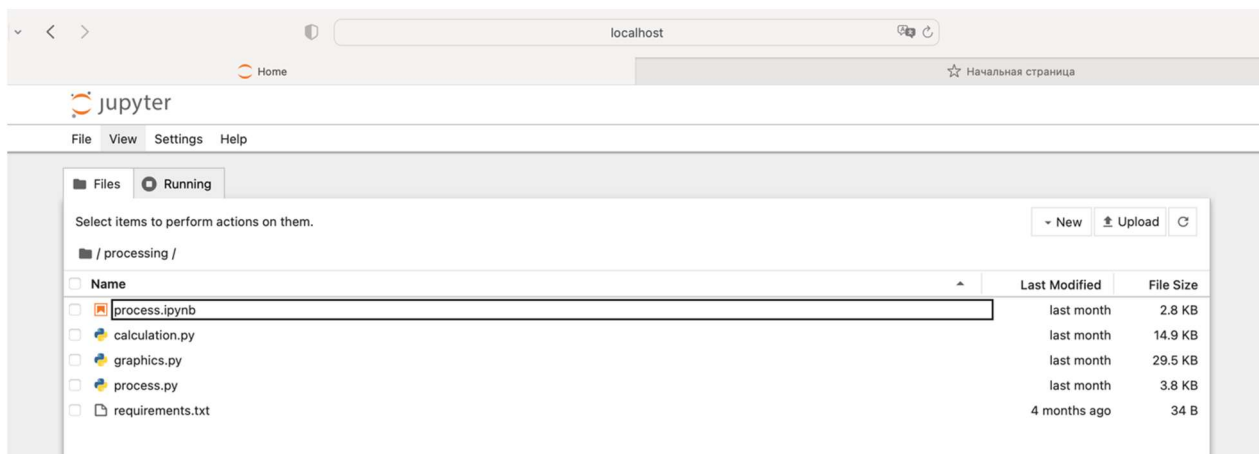 localhost
Home
Начальная страница
jupyter
File View Settings Help
Files Running
Select items to perform actions on them.
New Upload
/ processing /
Name Last Modified File Size
process.ipynb last month 2.8 KB
calculation.py last month 14.9 KB
graphics.py last month 29.5 KB
process.py last month 3.8 KB
requirements.txt 4 months ago 34 B